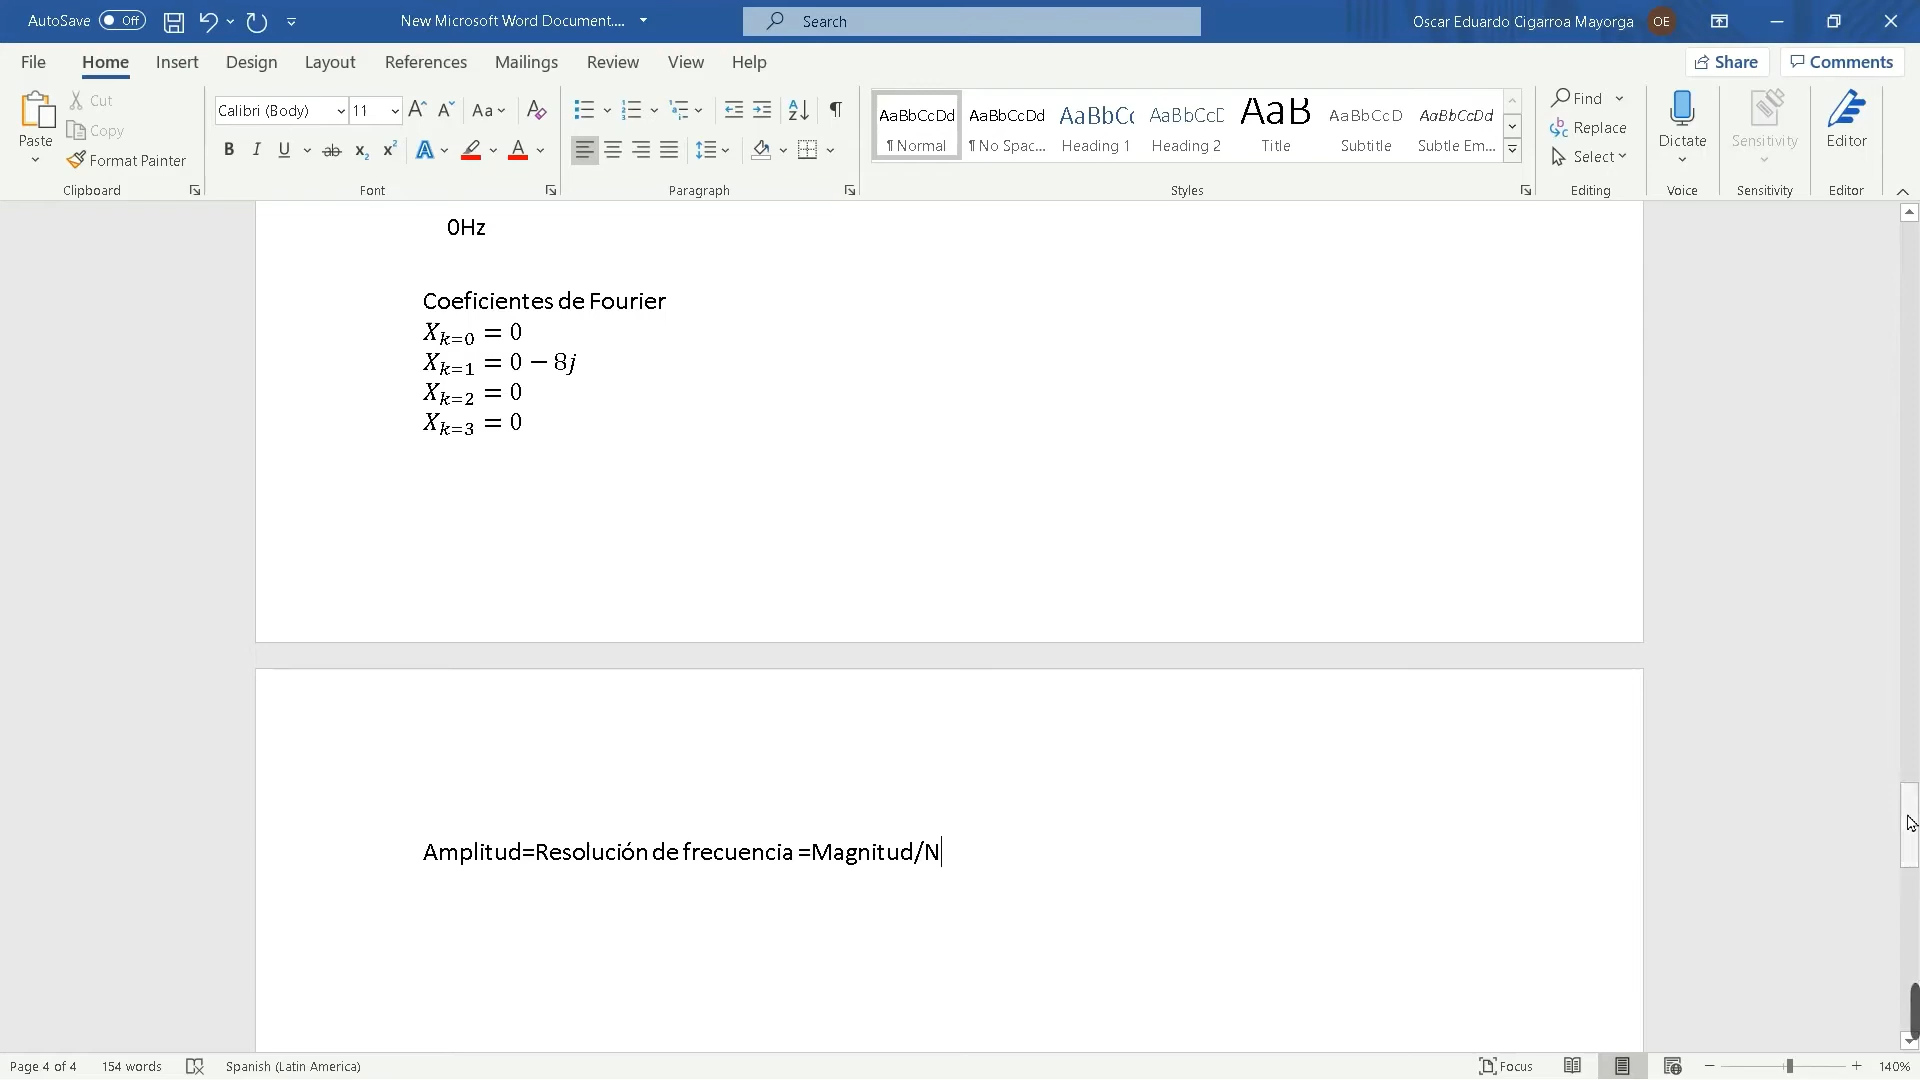 AutoSave Off New Microsoft Word Document.... Search Oscar Eduardo Cigarroa Mayorga OE
File Home Insert Design Layout References Mailings Review View Help Share Comments
Paste
Cut
Copy
Format Painter
Clipboard
Calibri (Body) 11
Font
Paragraph
AaBbCcDd AaBbCcDd AaBbCc AaBbCcD AaB AaBbCcD AaBbCcDd
¶ Normal ¶ No Spac... Heading 1 Heading 2 Title Subtitle Subtle Em...
Styles
Find
Replace
Select
Editing
Dictate
Voice
Sensitivity
Sensitivity
Editor
Editor
0Hz
Coeficientes de Fourier
X_{k=0} = 0
X_{k=1} = 0 − 8j
X_{k=2} = 0
X_{k=3} = 0
Amplitud=Resolución de frecuencia =Magnitud/N
Page 4 of 4 154 words Spanish (Latin America) Focus 140%